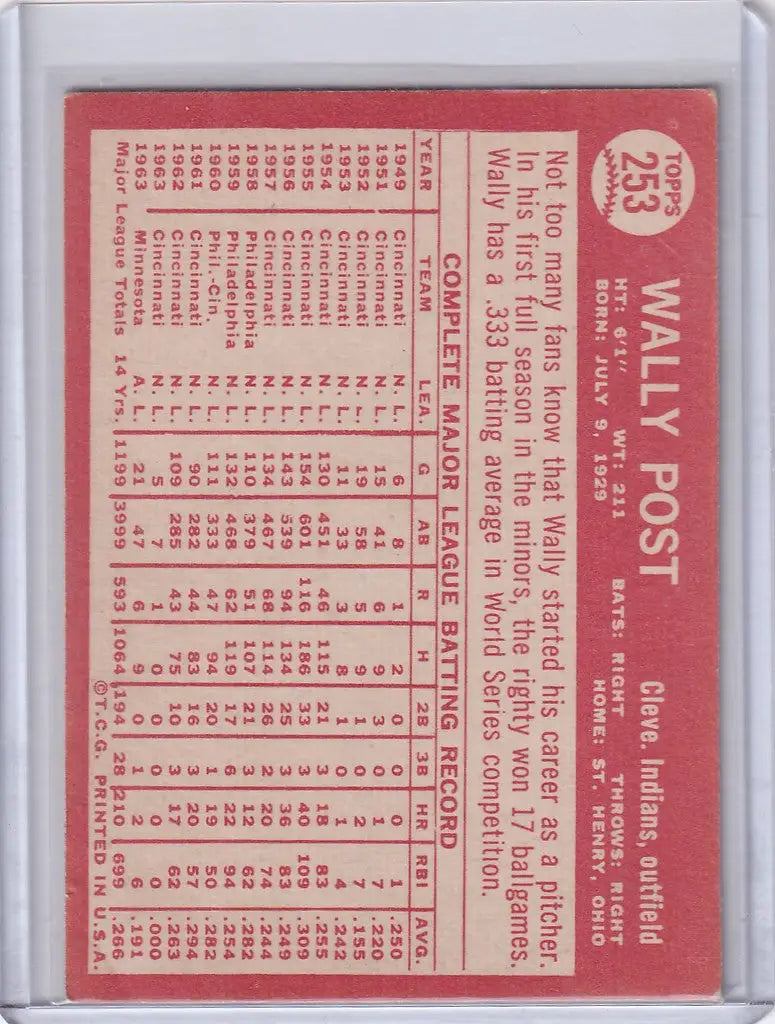 TOPPS
253
WALLY POST
Cleve. Indians, outfield
HT: 6'1" WT: 211 BATS: RIGHT THROWS: RIGHT
BORN: JULY 9, 1929 HOME: ST. HENRY, OHIO
Not too many fans know that Wally started his career as a pitcher.
In his first full season in the minors, the righty won 17 ballgames.
Wally has a .333 batting average in World Series competition.
COMPLETE MAJOR LEAGUE BATTING RECORD
YEAR TEAM LEA. G AB R H 2B 3B HR RBI AVG.
1949 Cincinnati N. L. 6 8 1 2 0 0 0 1 .250
1951 Cincinnati N. L. 15 41 6 9 3 0 1 7 .220
1952 Cincinnati N. L. 19 58 5 9 1 0 2 7 .155
1953 Cincinnati N. L. 11 33 3 8 1 0 1 4 .242
1954 Cincinnati N. L. 130 451 46 115 21 3 18 83 .255
1955 Cincinnati N. L. 154 601 116 186 33 3 40 109 .309
1956 Cincinnati N. L. 143 539 94 134 25 3 36 83 .249
1957 Cincinnati N. L. 134 467 68 114 26 2 20 74 .244
1958 Philadelphia N. L. 110 379 51 107 21 3 12 62 .282
1959 Philadelphia N. L. 132 468 62 119 17 6 22 94 .254
1960 Phil.-Cin. N. L. 111 333 47 94 20 1 19 50 .282
1961 Cincinnati N. L. 90 282 44 83 16 3 20 57 .294
1962 Cincinnati N. L. 109 285 43 75 10 3 17 62 .263
1963 Cincinnati N. L. 5 7 1 0 0 0 0 0 .000
1963 Minnesota A. L. 21 47 6 9 0 1 2 6 .191
Major League Totals 14 Yrs. 1199 3999 593 1064 194 28 210 699 .266
©T.C.G. PRINTED IN U.S.A.